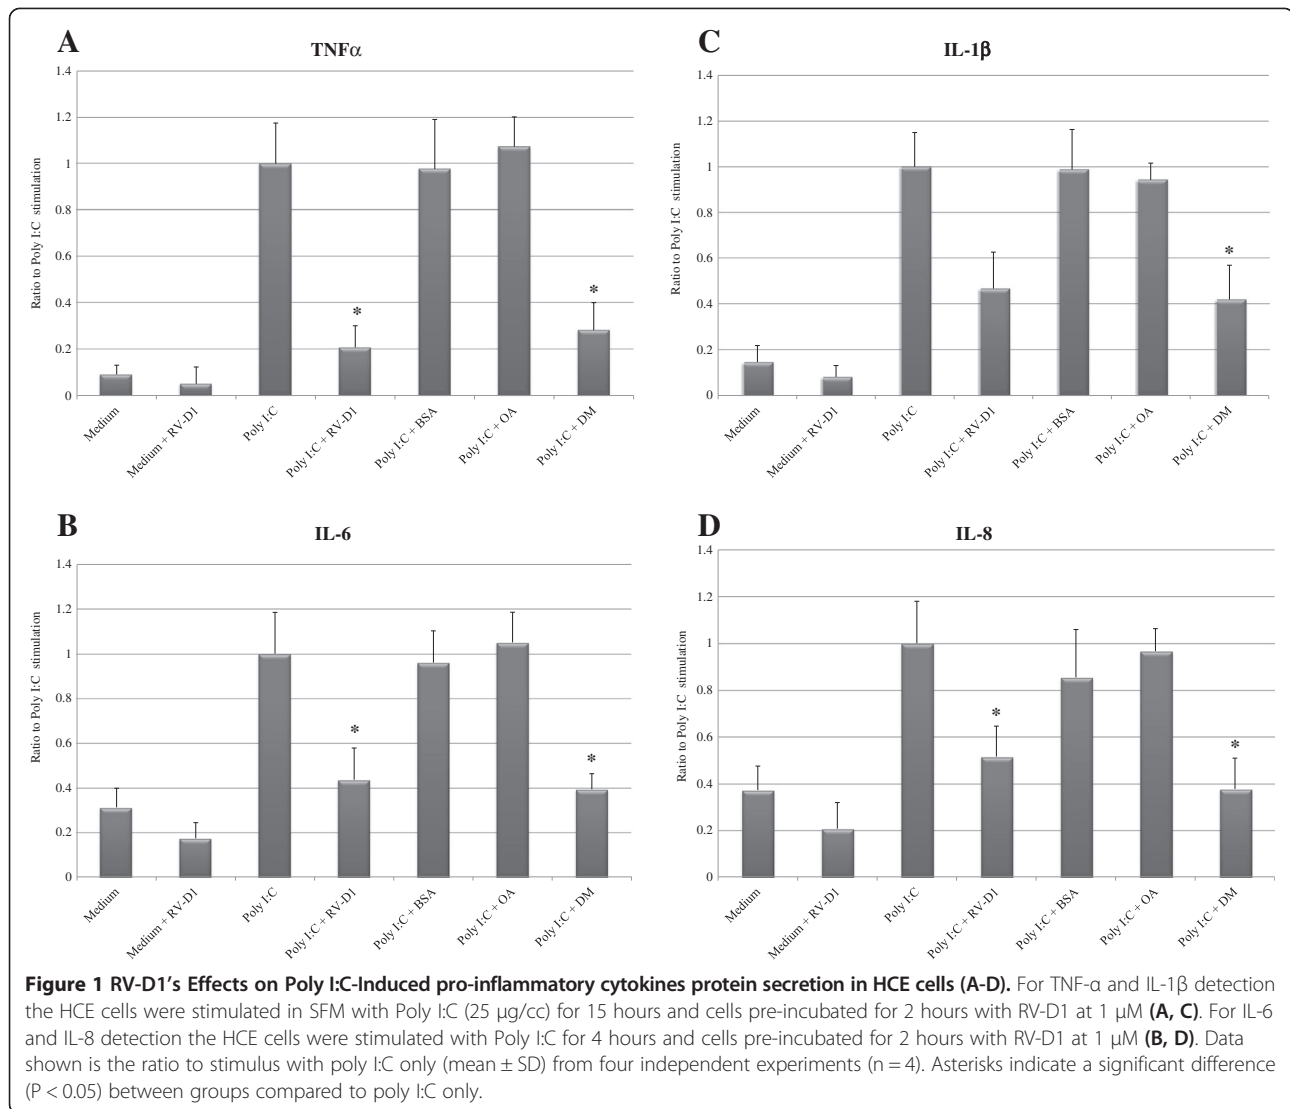 A
TNFα
Ratio to Poly I:C stimulation
1.4
1.2
1
0.8
0.6
0.4
0.2
0
*
*
Medium
Medium + RV-D1
Poly I:C
Poly I:C + RV-D1
Poly I:C + BSA
Poly I:C + OA
Poly I:C + DM
C
IL-1β
Ratio to Poly I:C stimulation
1.4
1.2
1
0.8
0.6
0.4
0.2
0
*
Medium
Medium + RV-D1
Poly I:C
Poly I:C + RV-D1
Poly I:C + BSA
Poly I:C + OA
Poly I:C + DM
B
IL-6
Ratio to Poly I:C stimulation
1.4
1.2
1
0.8
0.6
0.4
0.2
0
*
*
Medium
Medium + RV-D1
Poly I:C
Poly I:C + RV-D1
Poly I:C + BSA
Poly I:C + OA
Poly I:C + DM
D
IL-8
Ratio to Poly I:C stimulation
1.4
1.2
1
0.8
0.6
0.4
0.2
0
*
*
Medium
Medium + RV-D1
Poly I:C
Poly I:C + RV-D1
Poly I:C + BSA
Poly I:C + OA
Poly I:C + DM
Figure 1 RV-D1's Effects on Poly I:C-Induced pro-inflammatory cytokines protein secretion in HCE cells (A-D). For TNF-α and IL-1β detection
the HCE cells were stimulated in SFM with Poly I:C (25 μg/cc) for 15 hours and cells pre-incubated for 2 hours with RV-D1 at 1 μM (A, C). For IL-6
and IL-8 detection the HCE cells were stimulated with Poly I:C for 4 hours and cells pre-incubated for 2 hours with RV-D1 at 1 μM (B, D). Data
shown is the ratio to stimulus with poly I:C only (mean ± SD) from four independent experiments (n = 4). Asterisks indicate a significant difference
(P < 0.05) between groups compared to poly I:C only.